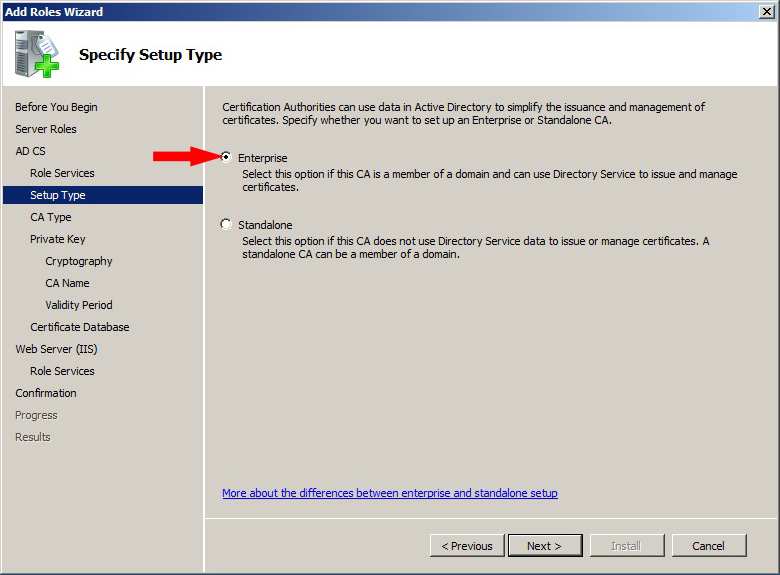 Add Roles Wizard
Specify Setup Type
Before You Begin
Server Roles
AD CS
Role Services
Setup Type
CA Type
Private Key
Cryptography
CA Name
Validity Period
Certificate Database
Web Server (IIS)
Role Services
Confirmation
Progress
Results
Certification Authorities can use data in Active Directory to simplify the issuance and management of
certificates. Specify whether you want to set up an Enterprise or Standalone CA.
Enterprise
Select this option if this CA is a member of a domain and can use Directory Service to issue and manage
certificates.
Standalone
Select this option if this CA does not use Directory Service data to issue or manage certificates. A
standalone CA can be a member of a domain.
More about the differences between enterprise and standalone setup
< Previous
Next >
Install
Cancel